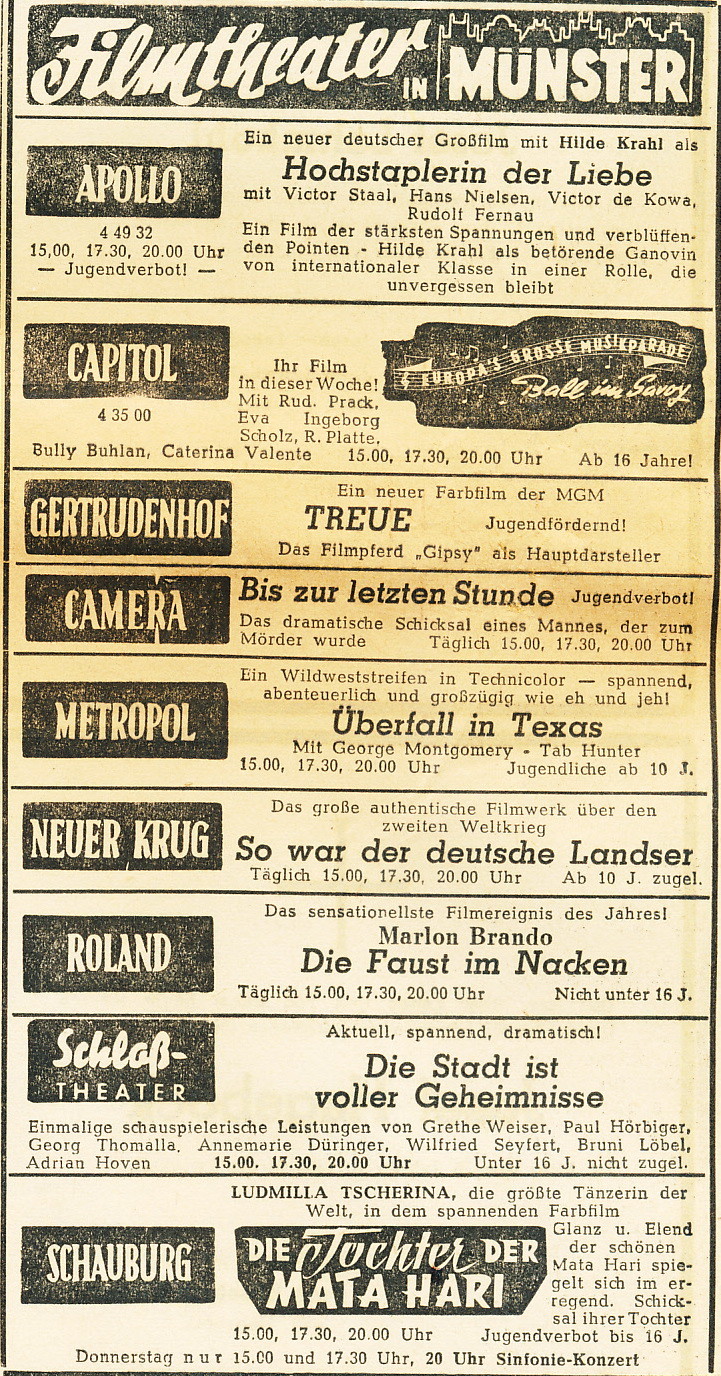 Filmtheater IN MÜNSTER
APOLLO
4 49 32
15,00, 17.30, 20.00 Uhr
— Jugendverbot! —
Ein neuer deutscher Großfilm mit Hilde Krahl als
Hochstaplerin der Liebe
mit Victor Staal, Hans Nielsen, Victor de Kowa,
Rudolf Fernau
Ein Film der stärksten Spannungen und verblüffen-
den Pointen - Hilde Krahl als betörende Ganovin
von internationaler Klasse in einer Rolle, die
unvergessen bleibt
CAPITOL
4 35 00
Ihr Film
in dieser Woche!
Mit Rud. Prack,
Eva Ingeborg
Scholz, R. Platte,
EUROPA'S GROSSE MUSIKPARADE
Ball im Savoy
Bully Buhlan, Caterina Valente 15.00, 17.30, 20.00 Uhr Ab 16 Jahre!
GERTRUDENHOF
Ein neuer Farbfilm der MGM
TREUE Jugendfördernd!
Das Filmpferd „Gipsy" als Hauptdarsteller
CAMERA
Bis zur letzten Stunde Jugendverbot!
Das dramatische Schicksal eines Mannes, der zum
Mörder wurde Täglich 15.00, 17.30, 20.00 Uhr
METROPOL
Ein Wildweststreifen in Technicolor — spannend,
abenteuerlich und großzügig wie eh und jeh!
Überfall in Texas
Mit George Montgomery - Tab Hunter
15.00, 17.30, 20.00 Uhr Jugendliche ab 10 J.
NEUER KRUG
Das große authentische Filmwerk über den
zweiten Weltkrieg
So war der deutsche Landser
Täglich 15.00, 17.30, 20.00 Uhr Ab 10 J. zugel.
ROLAND
Das sensationellste Filmereignis des Jahres!
Marlon Brando
Die Faust im Nacken
Täglich 15.00, 17.30, 20.00 Uhr Nicht unter 16 J.
Schloß-
THEATER
Aktuell, spannend, dramatisch!
Die Stadt ist
voller Geheimnisse
Einmalige schauspielerische Leistungen von Grethe Weiser, Paul Hörbiger,
Georg Thomalla, Annemarie Düringer, Wilfried Seyfert, Bruni Löbel,
Adrian Hoven 15.00. 17.30, 20.00 Uhr Unter 16 J. nicht zugel.
SCHAUBURG
LUDMILLA TSCHERINA, die größte Tänzerin der
Welt, in dem spannenden Farbfilm
DIE Tochter DER
MATA HARI
Glanz u. Elend
der schönen
Mata Hari spie-
gelt sich im er-
regend. Schick-
sal ihrer Tochter
15.00, 17.30, 20.00 Uhr Jugendverbot bis 16 J.
Donnerstag nur 15.00 und 17.30 Uhr, 20 Uhr Sinfonie-Konzert